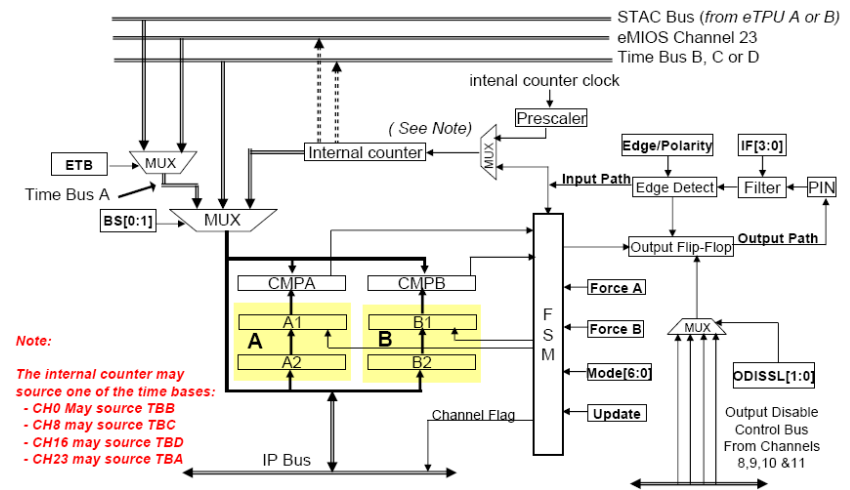 STAC Bus (from eTPU A or B)
eMIOS Channel 23
Time Bus B, C or D
intenal counter clock
Prescaler
( See Note)
MUX
Internal counter
ETB
MUX
Time Bus A
BS[0:1]
MUX
Edge/Polarity
IF[3:0]
Input Path
Edge Detect
Filter
PIN
Output Flip-Flop
Output Path
CMPA
CMPB
A
A1
A2
B
B1
B2
F
S
M
Force A
Force B
Mode[6:0]
Update
MUX
ODISSL[1:0]
Output Disable
Control Bus
From Channels
8,9,10 &11
Channel Flag
IP Bus
Note:
The internal counter may
source one of the time bases:
- CH0 May source TBB
- CH8 may source TBC
- CH16 may source TBD
- CH23 may source TBA